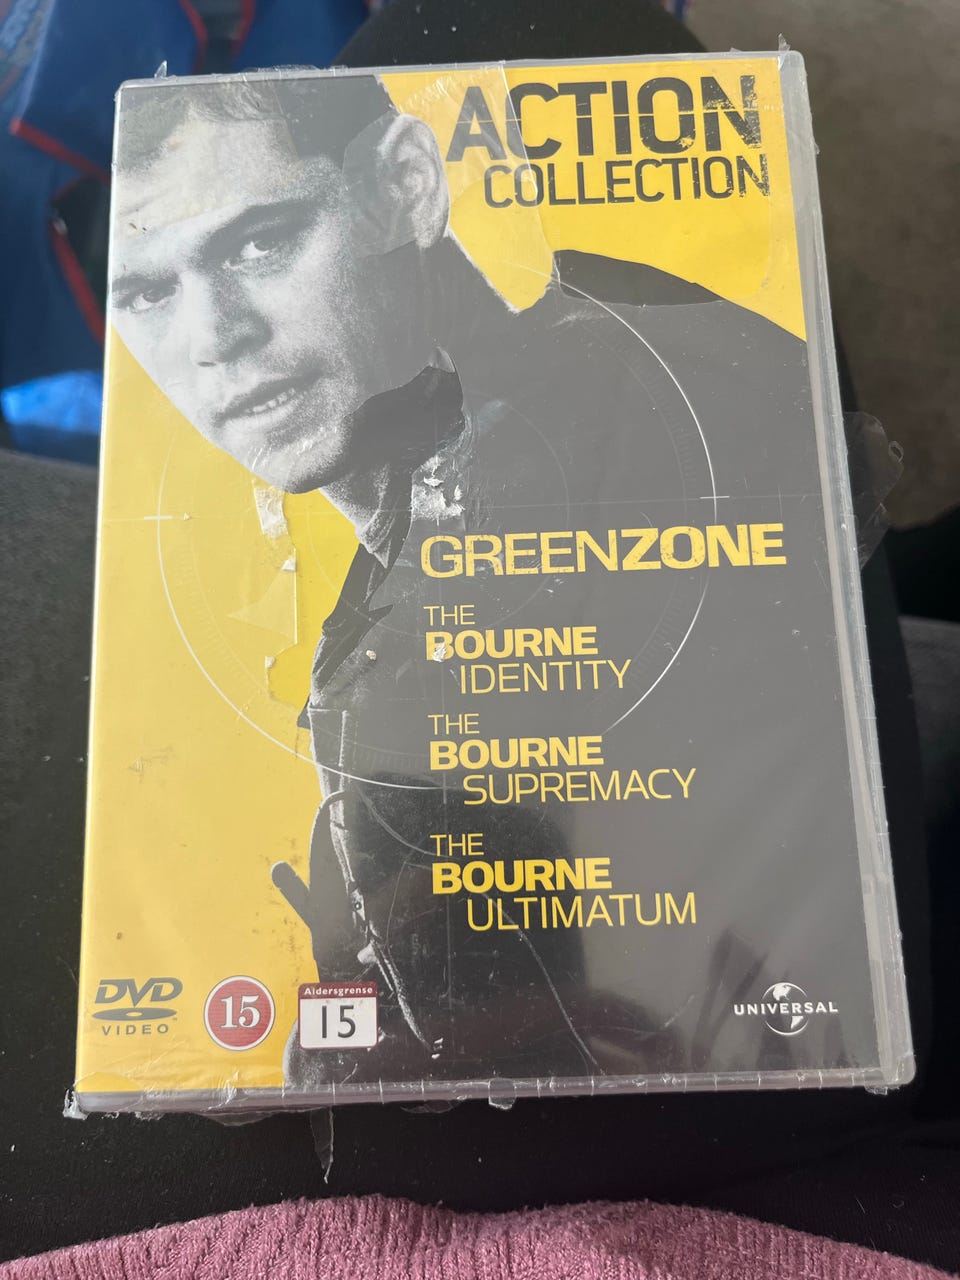 ACTION
COLLECTION
GREENZONE
THE
BOURNE
IDENTITY
THE
BOURNE
SUPREMACY
THE
BOURNE
ULTIMATUM
DVD
VIDEO
15
Aldersgrense
15
UNIVERSAL